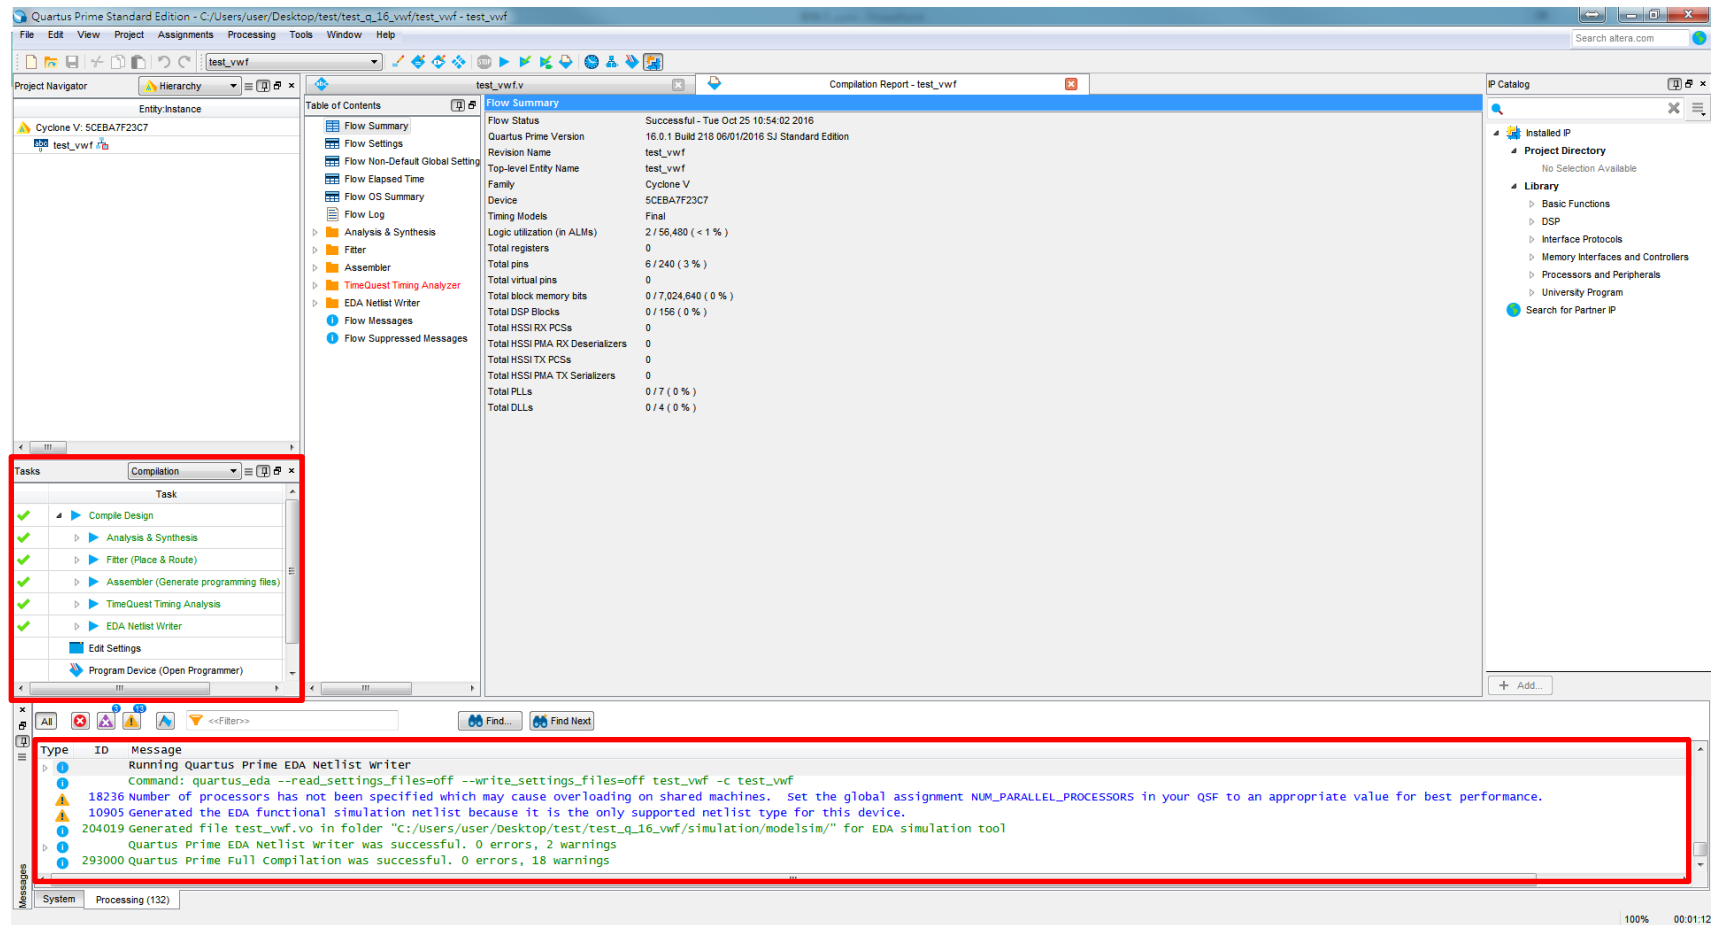 Quartus Prime Standard Edition - C:/Users/user/Desktop/test/test_q_16_vwf/test_vwf - test_vwf
File Edit View Project Assignments Processing Tools Window Help
Search altera.com
test_vwf
Project Navigator
Hierarchy
test_vwf.v
Compilation Report - test_vwf
IP Catalog
Entity:Instance
Cyclone V: 5CEBA7F23C7
test_vwf
Table of Contents
Flow Summary
Flow Settings
Flow Non-Default Global Setting
Flow Elapsed Time
Flow OS Summary
Flow Log
Analysis & Synthesis
Fitter
Assembler
TimeQuest Timing Analyzer
EDA Netlist Writer
Flow Messages
Flow Suppressed Messages
Flow Summary
Flow Status Successful - Tue Oct 25 10:54:02 2016
Quartus Prime Version 16.0.1 Build 218 06/01/2016 SJ Standard Edition
Revision Name test_vwf
Top-level Entity Name test_vwf
Family Cyclone V
Device 5CEBA7F23C7
Timing Models Final
Logic utilization (in ALMs) 2 / 56,480 ( < 1 % )
Total registers 0
Total pins 6 / 240 ( 3 % )
Total virtual pins 0
Total block memory bits 0 / 7,024,640 ( 0 % )
Total DSP Blocks 0 / 156 ( 0 % )
Total HSSI RX PCSs 0
Total HSSI PMA RX Deserializers 0
Total HSSI TX PCSs 0
Total HSSI PMA TX Serializers 0
Total PLLs 0 / 7 ( 0 % )
Total DLLs 0 / 4 ( 0 % )
Installed IP
Project Directory
No Selection Available
Library
Basic Functions
DSP
Interface Protocols
Memory Interfaces and Controllers
Processors and Peripherals
University Program
Search for Partner IP
+ Add...
Tasks
Compilation
Task
Compile Design
Analysis & Synthesis
Fitter (Place & Route)
Assembler (Generate programming files)
TimeQuest Timing Analysis
EDA Netlist Writer
Edit Settings
Program Device (Open Programmer)
All
3
13
<<Filter>>
Find...
Find Next
Type ID Message
Running Quartus Prime EDA Netlist Writer
Command: quartus_eda --read_settings_files=off --write_settings_files=off test_vwf -c test_vwf
18236 Number of processors has not been specified which may cause overloading on shared machines. Set the global assignment NUM_PARALLEL_PROCESSORS in your QSF to an appropriate value for best performance.
10905 Generated the EDA functional simulation netlist because it is the only supported netlist type for this device.
204019 Generated file test_vwf.vo in folder "C:/Users/user/Desktop/test/test_q_16_vwf/simulation/modelsim/" for EDA simulation tool
Quartus Prime EDA Netlist Writer was successful. 0 errors, 2 warnings
293000 Quartus Prime Full Compilation was successful. 0 errors, 18 warnings
Messages
System
Processing (132)
100% 00:01:12